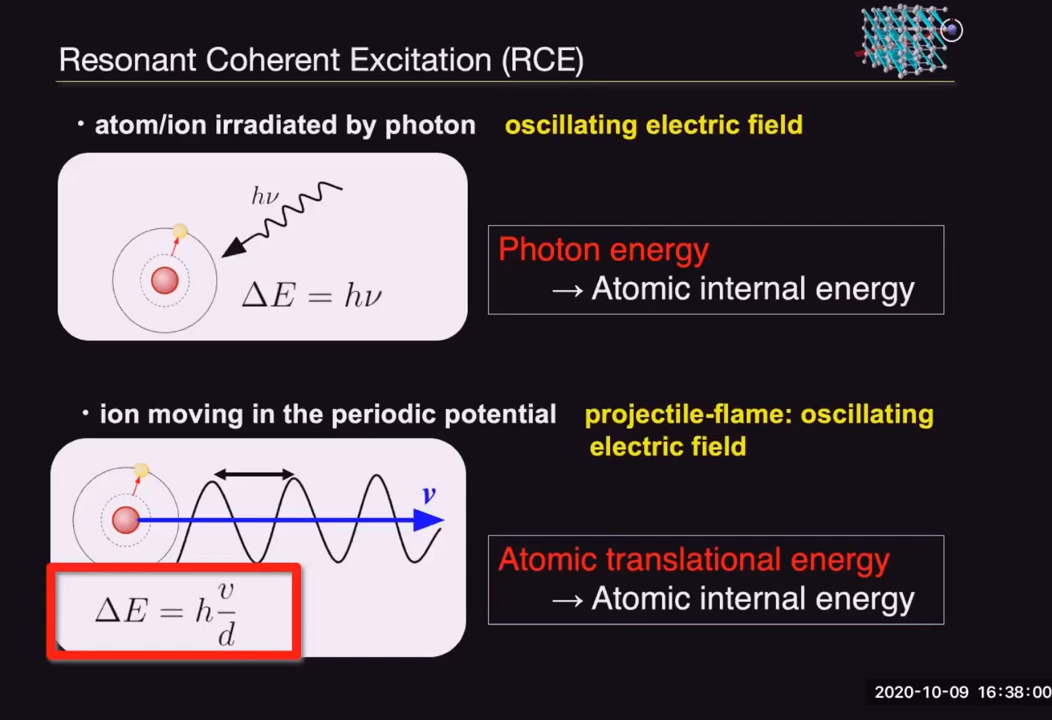 Resonant Coherent Excitation (RCE)
・atom/ion irradiated by photon oscillating electric field
hν
ΔE = hν
Photon energy
→ Atomic internal energy
・ion moving in the periodic potential projectile-flame: oscillating
electric field
v
ΔE = h v/d
Atomic translational energy
→ Atomic internal energy
2020-10-09 16:38:00